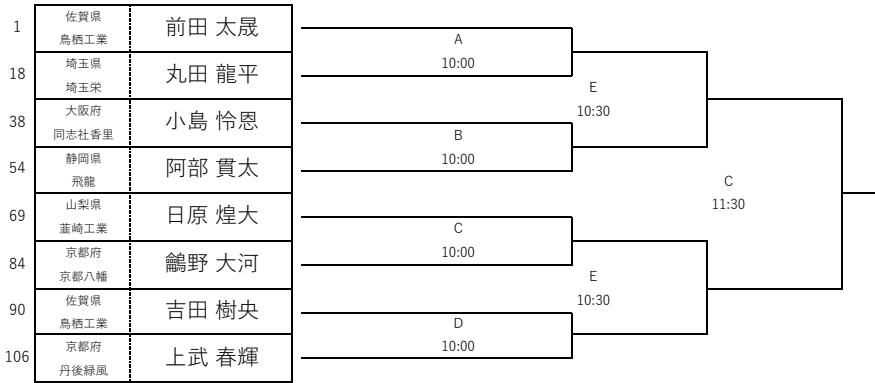 1 佐賀県 鳥栖工業 前田 太晟
18 埼玉県 埼玉栄 丸田 龍平
38 大阪府 同志社香里 小島 怜恩
54 静岡県 飛龍 阿部 貫太
69 山梨県 韮崎工業 日原 煌大
84 京都府 京都八幡 鸙野 大河
90 佐賀県 鳥栖工業 吉田 樹央
106 京都府 丹後緑風 上武 春輝
A
10:00
B
10:00
C
10:00
D
10:00
E
10:30
E
10:30
C
11:30